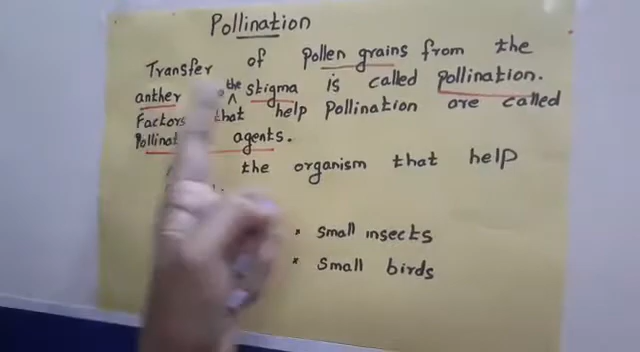 Pollination
Transfer of pollen grains from the
anther the stigma is called pollination.
Factors that help Pollination are called
agents.
the organism that help
* small insects
* small birds